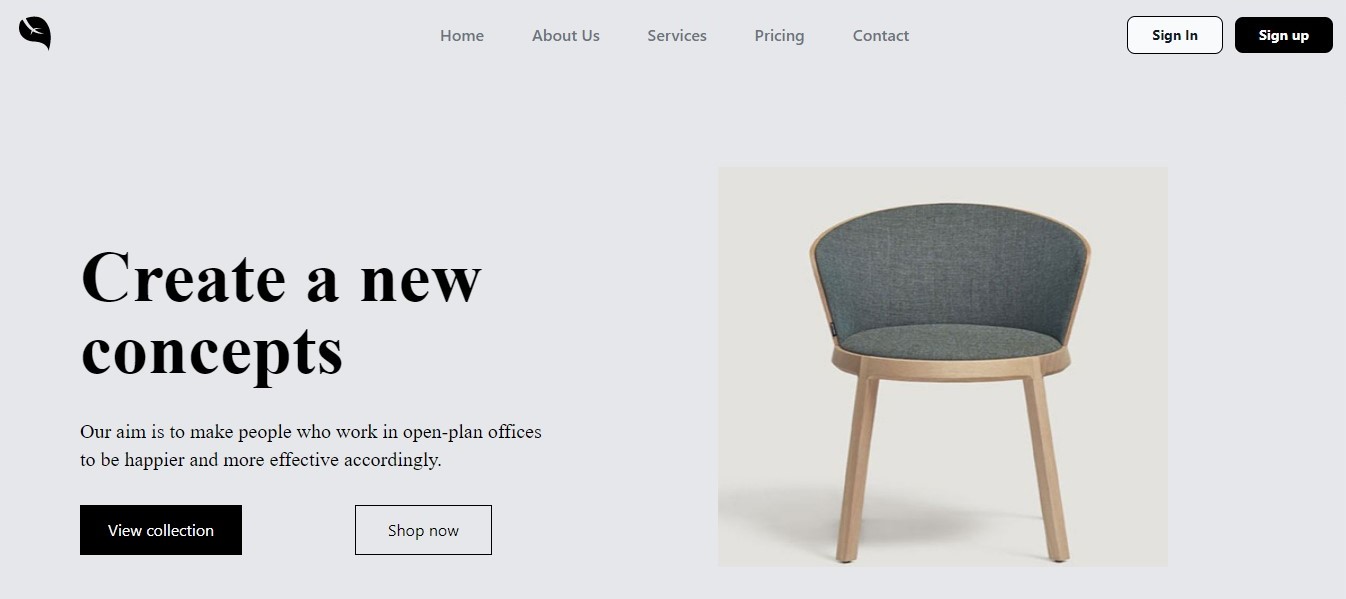 Home About Us Services Pricing Contact Sign In Sign up
Create a new
concepts
Our aim is to make people who work in open-plan offices
to be happier and more effective accordingly.
View collection Shop now